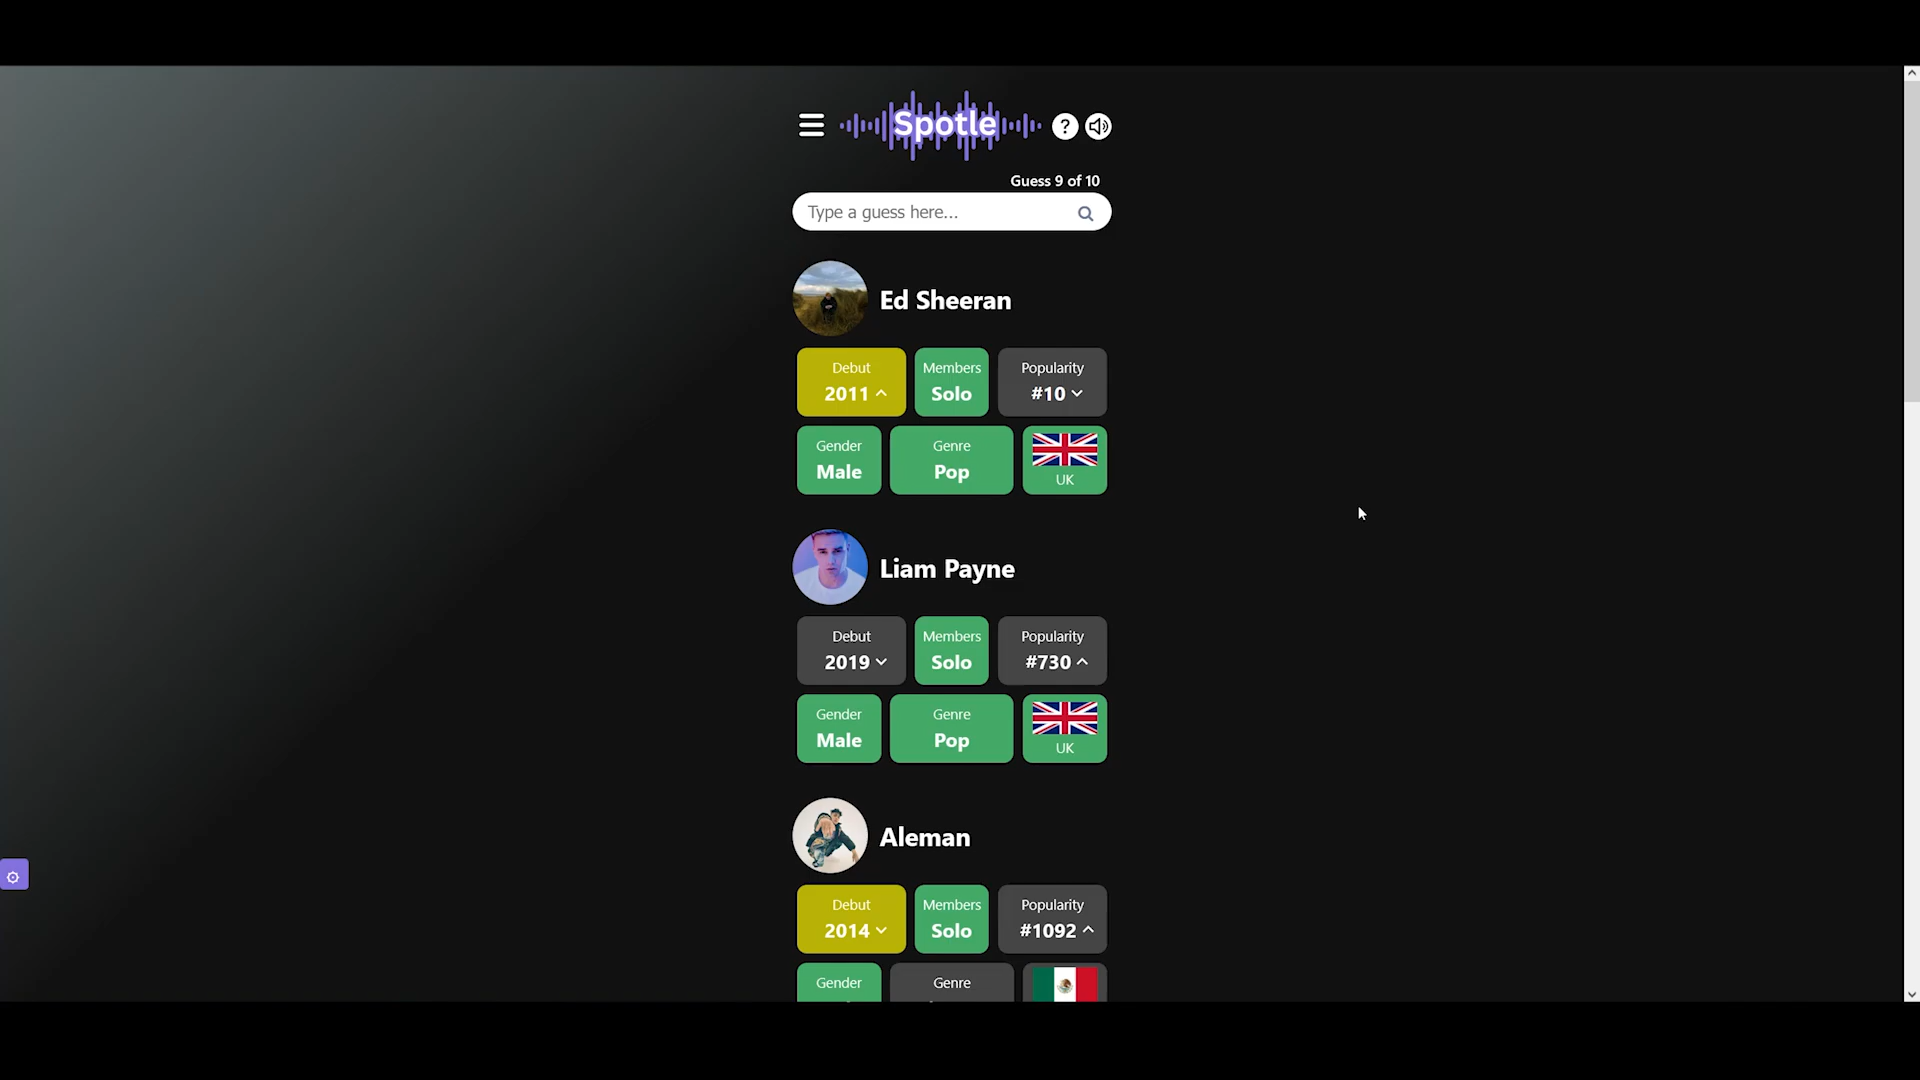 Spotle
?
Guess 9 of 10
Type a guess here...
Ed Sheeran
Debut Members Popularity
2011 Solo #10
Gender Genre
Male Pop UK
Liam Payne
Debut Members Popularity
2019 Solo #730
Gender Genre
Male Pop UK
Aleman
Debut Members Popularity
2014 Solo #1092
Gender Genre